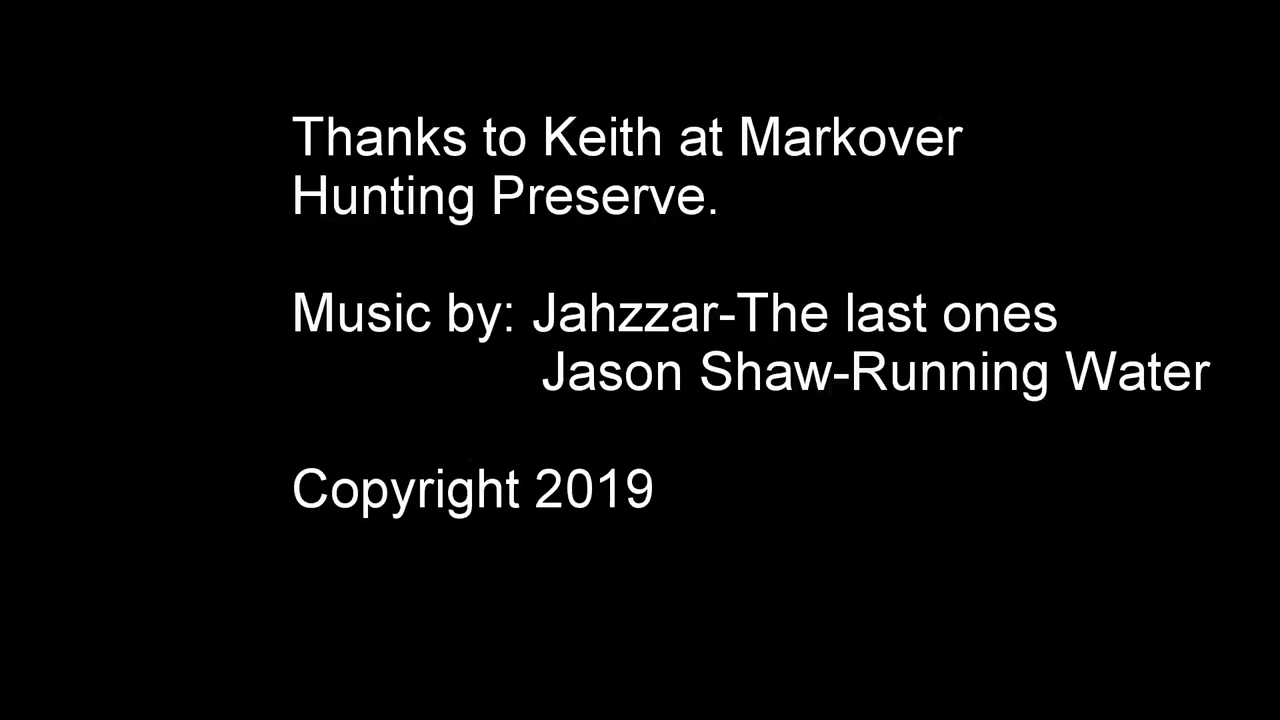 Thanks to Keith at Markover
Hunting Preserve.
Music by: Jahzzar-The last ones
Jason Shaw-Running Water
Copyright 2019